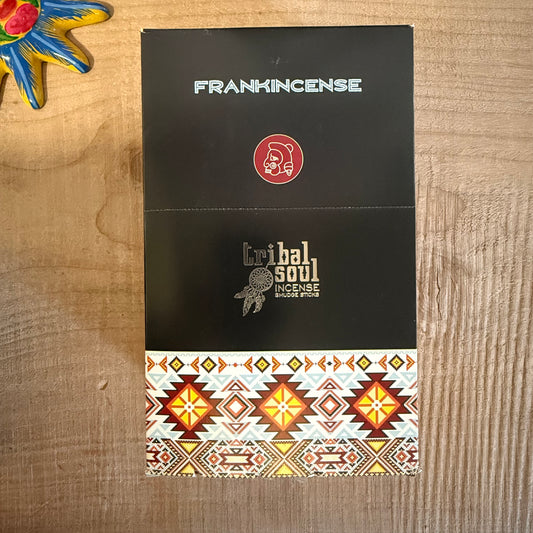 FRANKINCENSE
tribal
soul
INCENSE
SMUDGE STICKS